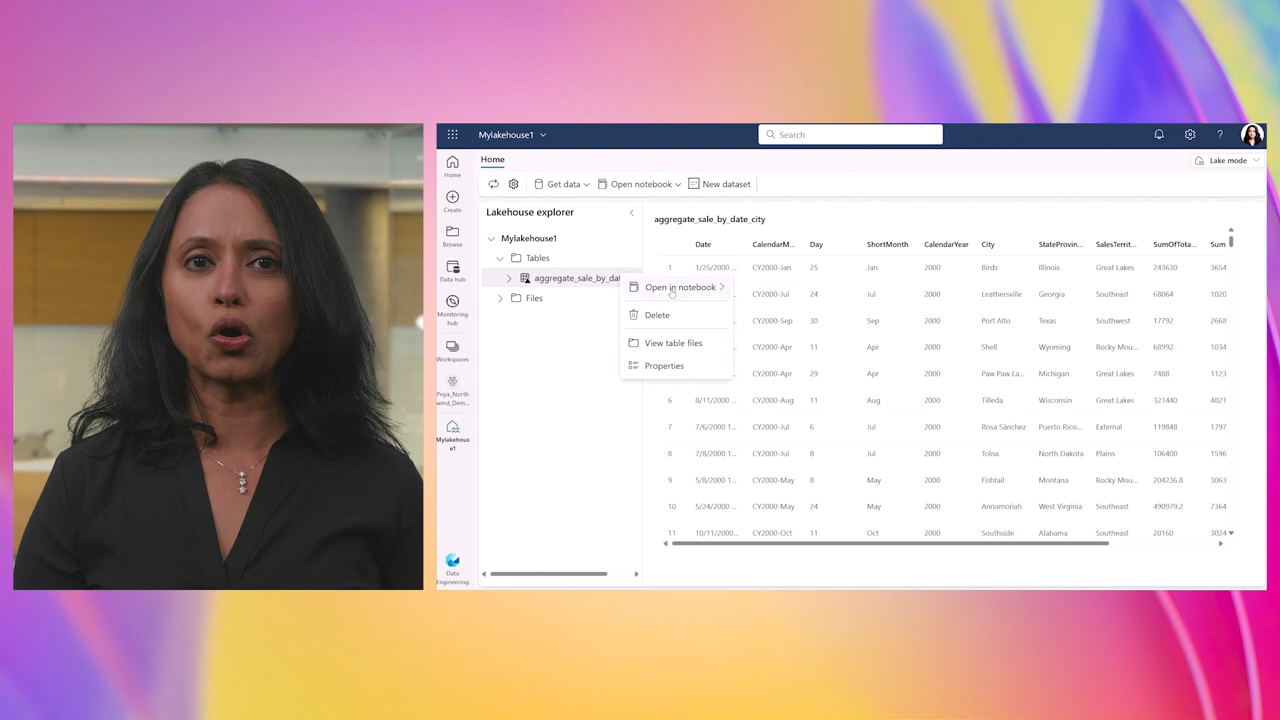 Mylakehouse1
Search
Home
Lake mode
Get data
Open notebook
New dataset
Home
Create
Browse
Data hub
Monitoring
hub
Workspaces
Priya_North
wind_Dem...
Mylakehous
e1
Data
Engineering
Lakehouse explorer
Mylakehouse1
Tables
aggregate_sale_by_dat
Files
Open in notebook
Delete
View table files
Properties
aggregate_sale_by_date_city
Date CalendarM... Day ShortMonth CalendarYear City StateProvin... SalesTerrit... SumOfTota... Sum
1 1/25/2000 ... CY2000-Jan 25 Jan 2000 Birds Illinois Great Lakes 243630 3654
CY2000-Jul 24 Jul 2000 Leathersville Georgia Southeast 68064 1020
CY2000-Sep 30 Sep 2000 Port Alto Texas Southwest 17792 2668
CY2000-Apr 11 Apr 2000 Shell Wyoming Rocky Mou... 68992 1034
CY2000-Apr 29 Apr 2000 Paw Paw La... Michigan Great Lakes 7488 1123
6 8/11/2000 ... CY2000-Aug 11 Aug 2000 Tilleda Wisconsin Great Lakes 321440 4821
7 7/6/2000 1... CY2000-Jul 6 Jul 2000 Rosa Sánchez Puerto Rico... External 119848 1797
8 7/8/2000 1... CY2000-Jul 8 Jul 2000 Tolna North Dakota Plains 106400 1596
9 5/8/2000 1... CY2000-May 8 May 2000 Fishtail Montana Rocky Mou... 204236.8 3063
10 5/24/2000 ... CY2000-May 24 May 2000 Annamoriah West Virginia Southeast 490979.2 7364
11 10/11/2000... CY2000-Oct 11 Oct 2000 Southside Alabama Southeast 20160 3024